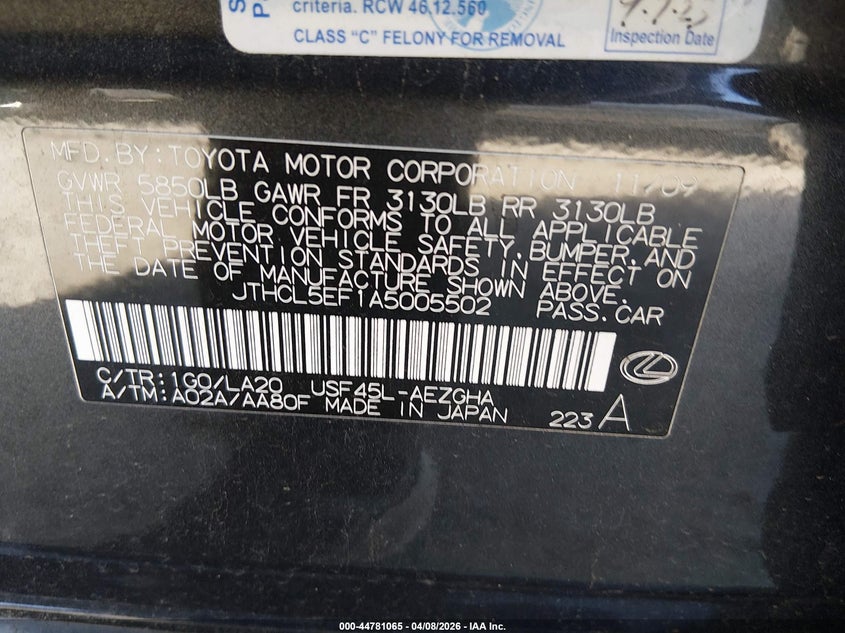 criteria. RCW 46.12.560
CLASS “C” FELONY FOR REMOVAL
Inspection Date
MFD. BY: TOYOTA MOTOR CORPORATION 11/09
GVWR 5850LB GAWR FR 3130LB RR 3130LB
THIS VEHICLE CONFORMS TO ALL APPLICABLE
FEDERAL MOTOR VEHICLE SAFETY, BUMPER, AND
THEFT PREVENTION STANDARDS IN EFFECT ON
THE DATE OF MANUFACTURE SHOWN ABOVE.
JTHCL5EF1A5005502 PASS.CAR
C/TR:1G0/LA20 USF45L-AEZGHA
A/TM:A02A/AA80F MADE IN JAPAN
223 A
000-44781065 | 04/08/2026 | IAA Inc.